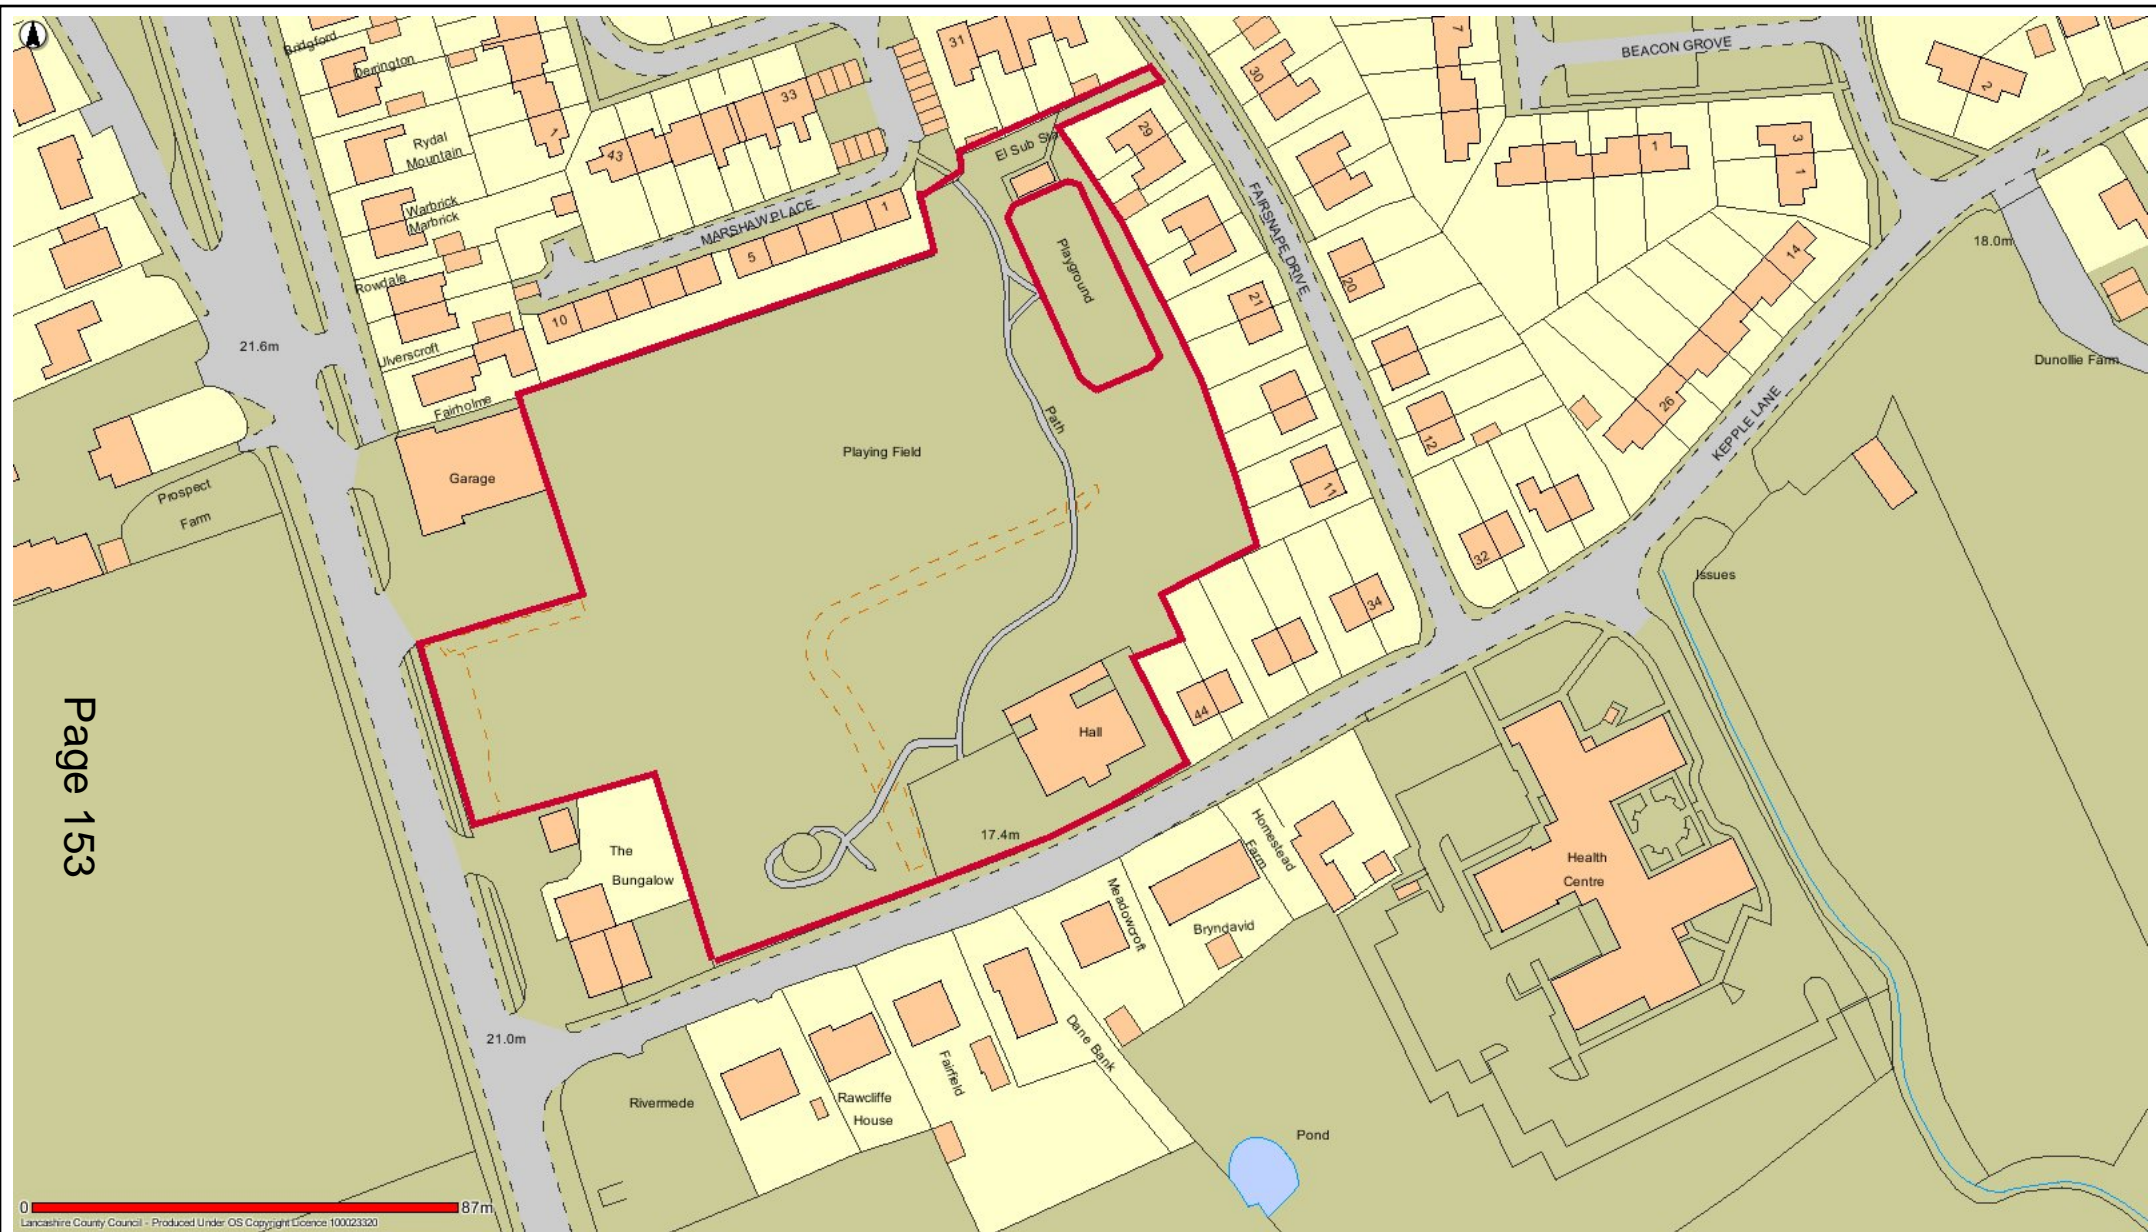 Bridgford
Derrington
31
30
7
BEACON GROVE
2
33
1
Rydal
Mountain
43
29
El Sub Sta
1
3
1
Warbrick
Marbrick
MARSHAW PLACE
1
5
10
Playground
FAIRSNAPE DRIVE
20
14
18.0m
Rowdale
21
21.6m
Ulverscroft
Fairholme
Dunollie Farm
Path
12
26
KEPPLE LANE
Playing Field
Garage
Prospect
Farm
11
32
Issues
34
44
Hall
Page 153
17.4m
The
Bungalow
Homestead
Farm
Health
Centre
Meadowcroft
Bryndavid
21.0m
Dane Bank
Fairfield
Rivermede
Rawcliffe
House
Pond
0
87m
Lancashire County Council - Produced Under OS Copyright Licence 100023320